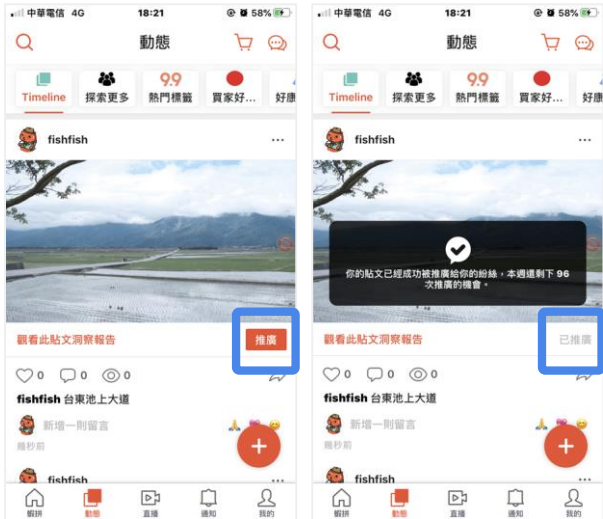 中華電信 4G 18:21 58%
動態
9.9
Timeline 探索更多 熱門標籤 買家好... 好康
fishfish
觀看此貼文洞察報告 推廣
0 0 0
fishfish 台東池上大道
新增一則留言
幾秒前
fishfish
蝦拼 動態 直播 通知 我的
中華電信 4G 18:21 58%
動態
9.9
Timeline 探索更多 熱門標籤 買家好... 好康
fishfish
你的貼文已經成功被推廣給你的粉絲，本週還剩下 96
次推廣的機會。
觀看此貼文洞察報告 已推廣
0 0 0
fishfish 台東池上大道
新增一則留言
幾秒前
fishfish
蝦拼 動態 直播 通知 我的